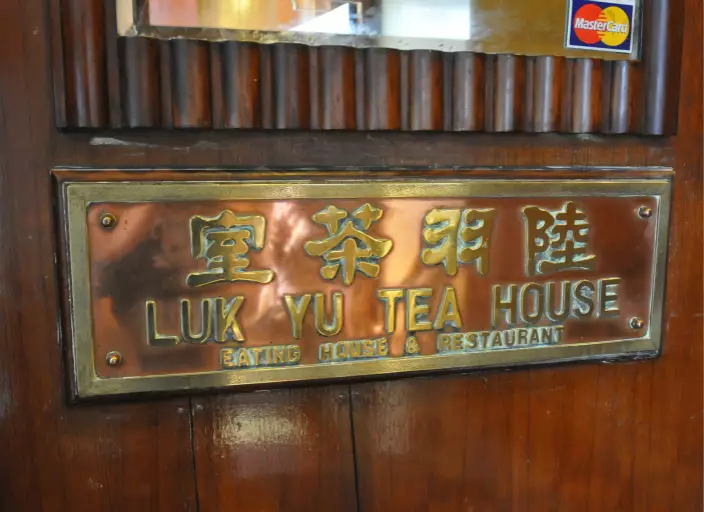 MasterCard
室茶羽陸
LUK YU TEA HOUSE
EATING HOUSE & RESTAURANT